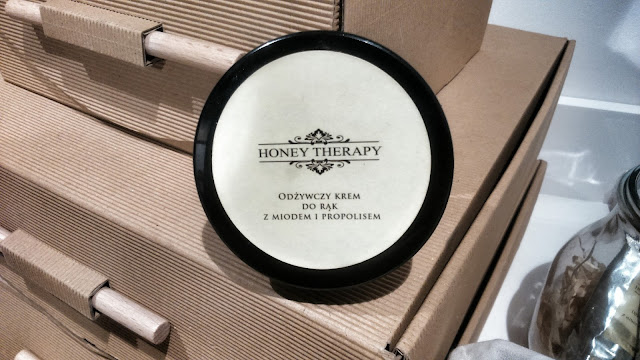 HONEY THERAPY
ODŻYWCZY KREM
DO RĄK
Z MIODEM I PROPOLISEM